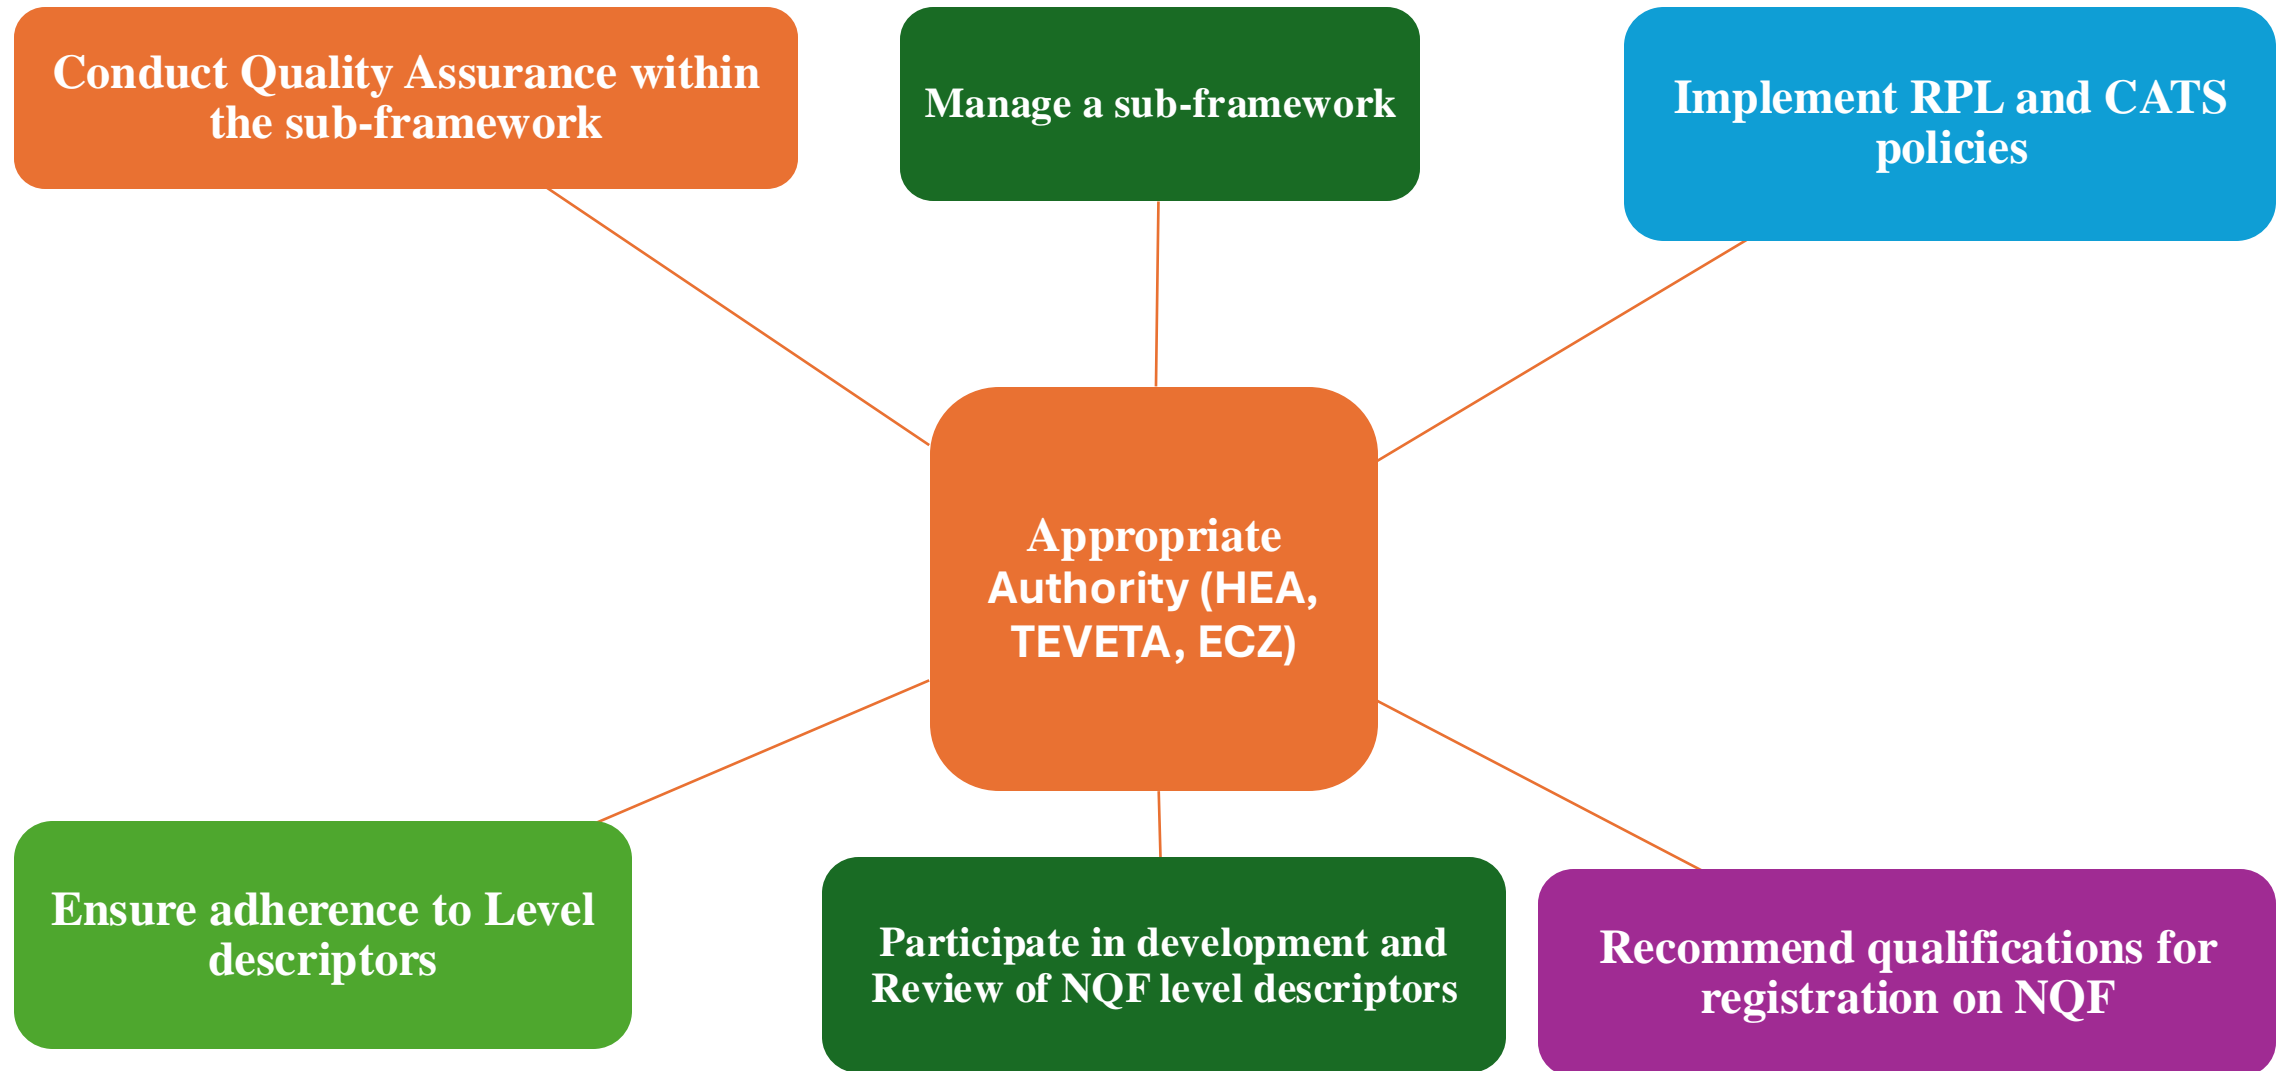 Conduct Quality Assurance within
the sub-framework
Manage a sub-framework
Implement RPL and CATS
policies
Appropriate
Authority (HEA,
TEVETA, ECZ)
Ensure adherence to Level
descriptors
Participate in development and
Review of NQF level descriptors
Recommend qualifications for
registration on NQF